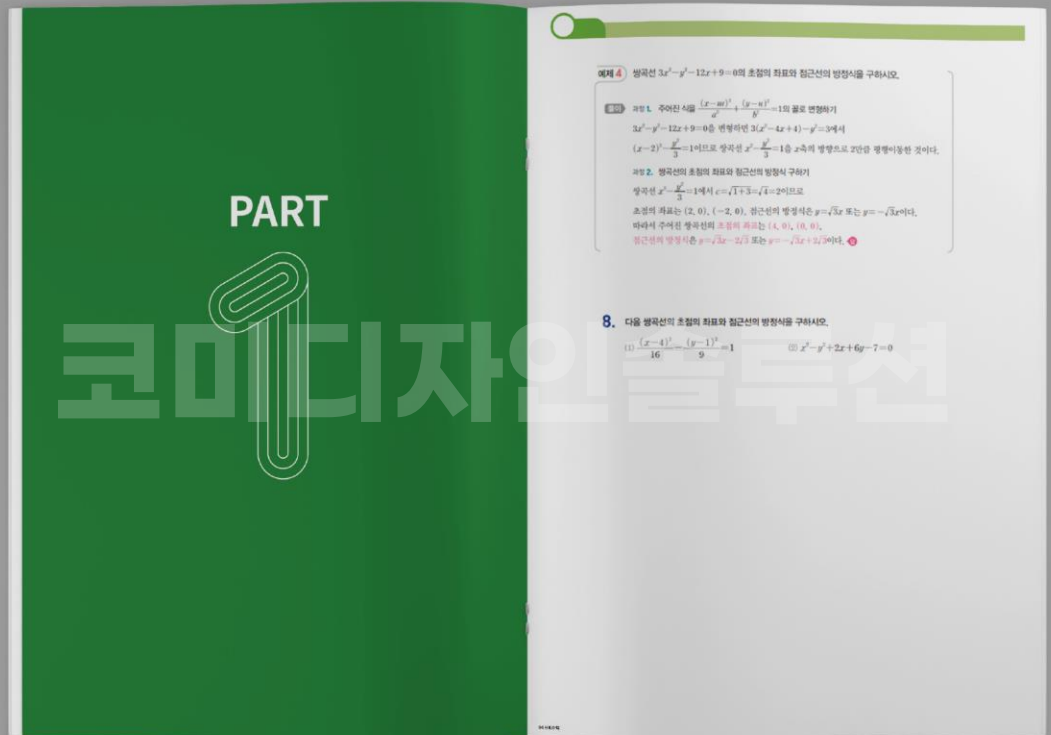 PART
1
코미디자인솔루션
예제 4 쌍곡선 3x²-y²-12x+9=0의 초점의 좌표와 점근선의 방정식을 구하시오.
풀이 과정 1. 주어진 식을 (x-m)²/a² + (y-n)²/b² =1의 꼴로 변형하기
3x²-y²-12x+9=0을 변형하면 3(x²-4x+4)-y²=3에서
(x-2)²-y²/3=1이므로 쌍곡선 x²-y²/3=1을 x축의 방향으로 2만큼 평행이동한 것이다.
과정 2. 쌍곡선의 초점의 좌표와 점근선의 방정식 구하기
쌍곡선 x²-y²/3=1에서 c=√1+3=√4=2이므로
초점의 좌표는 (2, 0), (-2, 0), 점근선의 방정식은 y=√3x 또는 y=-√3x이다.
따라서 주어진 쌍곡선의 초점의 좌표는 (4, 0), (0, 0),
점근선의 방정식은 y=√3x-2√3 또는 y=-√3x+2√3이다. 답
8. 다음 쌍곡선의 초점의 좌표와 점근선의 방정식을 구하시오.
(1) (x-4)²/16 - (y-1)²/9 =1 (2) x²-y²+2x+6y-7=0